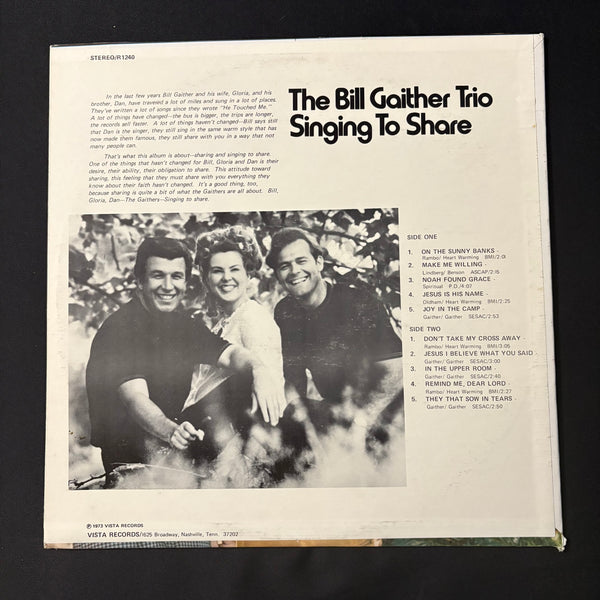 STEREO/R1240
In the last few years Bill Gaither and his wife, Gloria, and his
brother, Dan, have traveled a lot of miles and sung in a lot of places.
They've written a lot of songs since they wrote "He Touched Me."
A lot of things have changed—the bus is bigger, the trips are longer,
the records sell faster. A lot of things haven't changed—Bill says still
that Dan is the singer, they still sing in the same warm style that has
now made them famous, they still share with you in a way that not
many people can.
That's what this album is about—sharing and singing to share.
One of the things that hasn't changed for Bill, Gloria and Dan is their
desire, their ability, their obligation to share. This attitude toward
sharing, this feeling that they must share with you everything they
know about their faith hasn't changed. It's a good thing, too,
because sharing is quite a bit of what the Gaithers are all about. Bill,
Gloria, Dan—The Gaithers—Singing to share.
The Bill Gaither Trio
Singing To Share
SIDE ONE
1. ON THE SUNNY BANKS -
Rambo/ Heart Warming BMI/2:01
2. MAKE ME WILLING -
Lindberg/ Benson ASCAP/2:15
3. NOAH FOUND GRACE -
Spiritual P.D./4:07
4. JESUS IS HIS NAME -
Oldham/ Heart Warming BMI/2:25
5. JOY IN THE CAMP -
Gaither/ Gaither SESAC/2:53
SIDE TWO
1. DON'T TAKE MY CROSS AWAY -
Rambo/ Heart Warming BMI/3:05
2. JESUS I BELIEVE WHAT YOU SAID -
Gaither/ Gaither SESAC/3:00
3. IN THE UPPER ROOM -
Gaither/ Gaither SESAC/2:40
4. REMIND ME, DEAR LORD -
Rambo/ Heart Warming BMI/2:27
5. THEY THAT SOW IN TEARS -
Gaither/ Gaither SESAC/2:50
℗ 1973 VISTA RECORDS
VISTA RECORDS/1625 Broadway, Nashville, Tenn. 37202